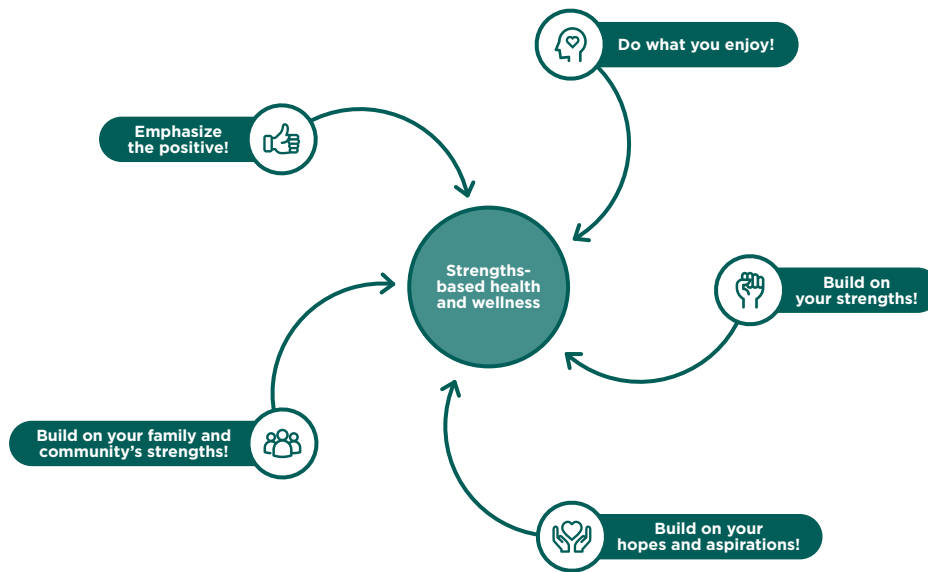 Do what you enjoy!
Emphasize
the positive!
Strengths-
based health
and wellness
Build on
your strengths!
Build on your family and
community’s strengths!
Build on your
hopes and aspirations!